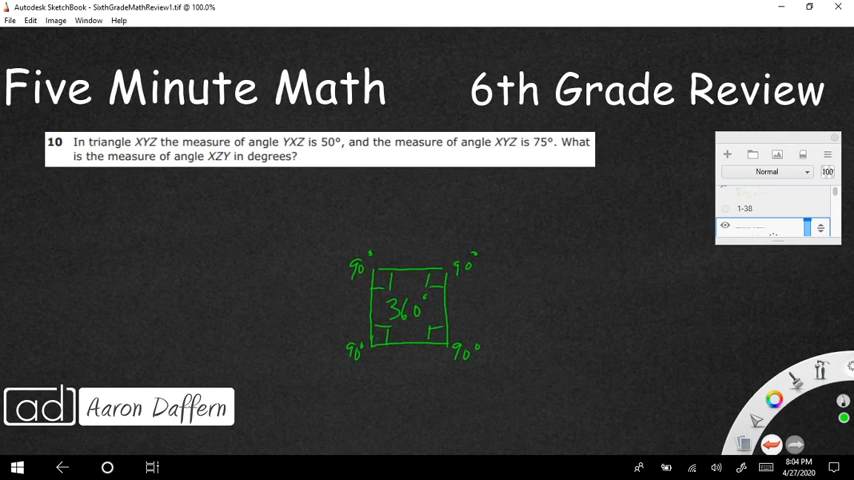 Autodesk SketchBook - SixthGradeMathReview1.tif @ 100.0%
File Edit Image Window Help
Five Minute Math 6th Grade Review
10 In triangle XYZ the measure of angle YXZ is 50°, and the measure of angle XYZ is 75°. What
is the measure of angle XZY in degrees?
Normal 100
1-38
90° 90°
360°
90° 90°
ad Aaron Daffern
8:04 PM
4/27/2020